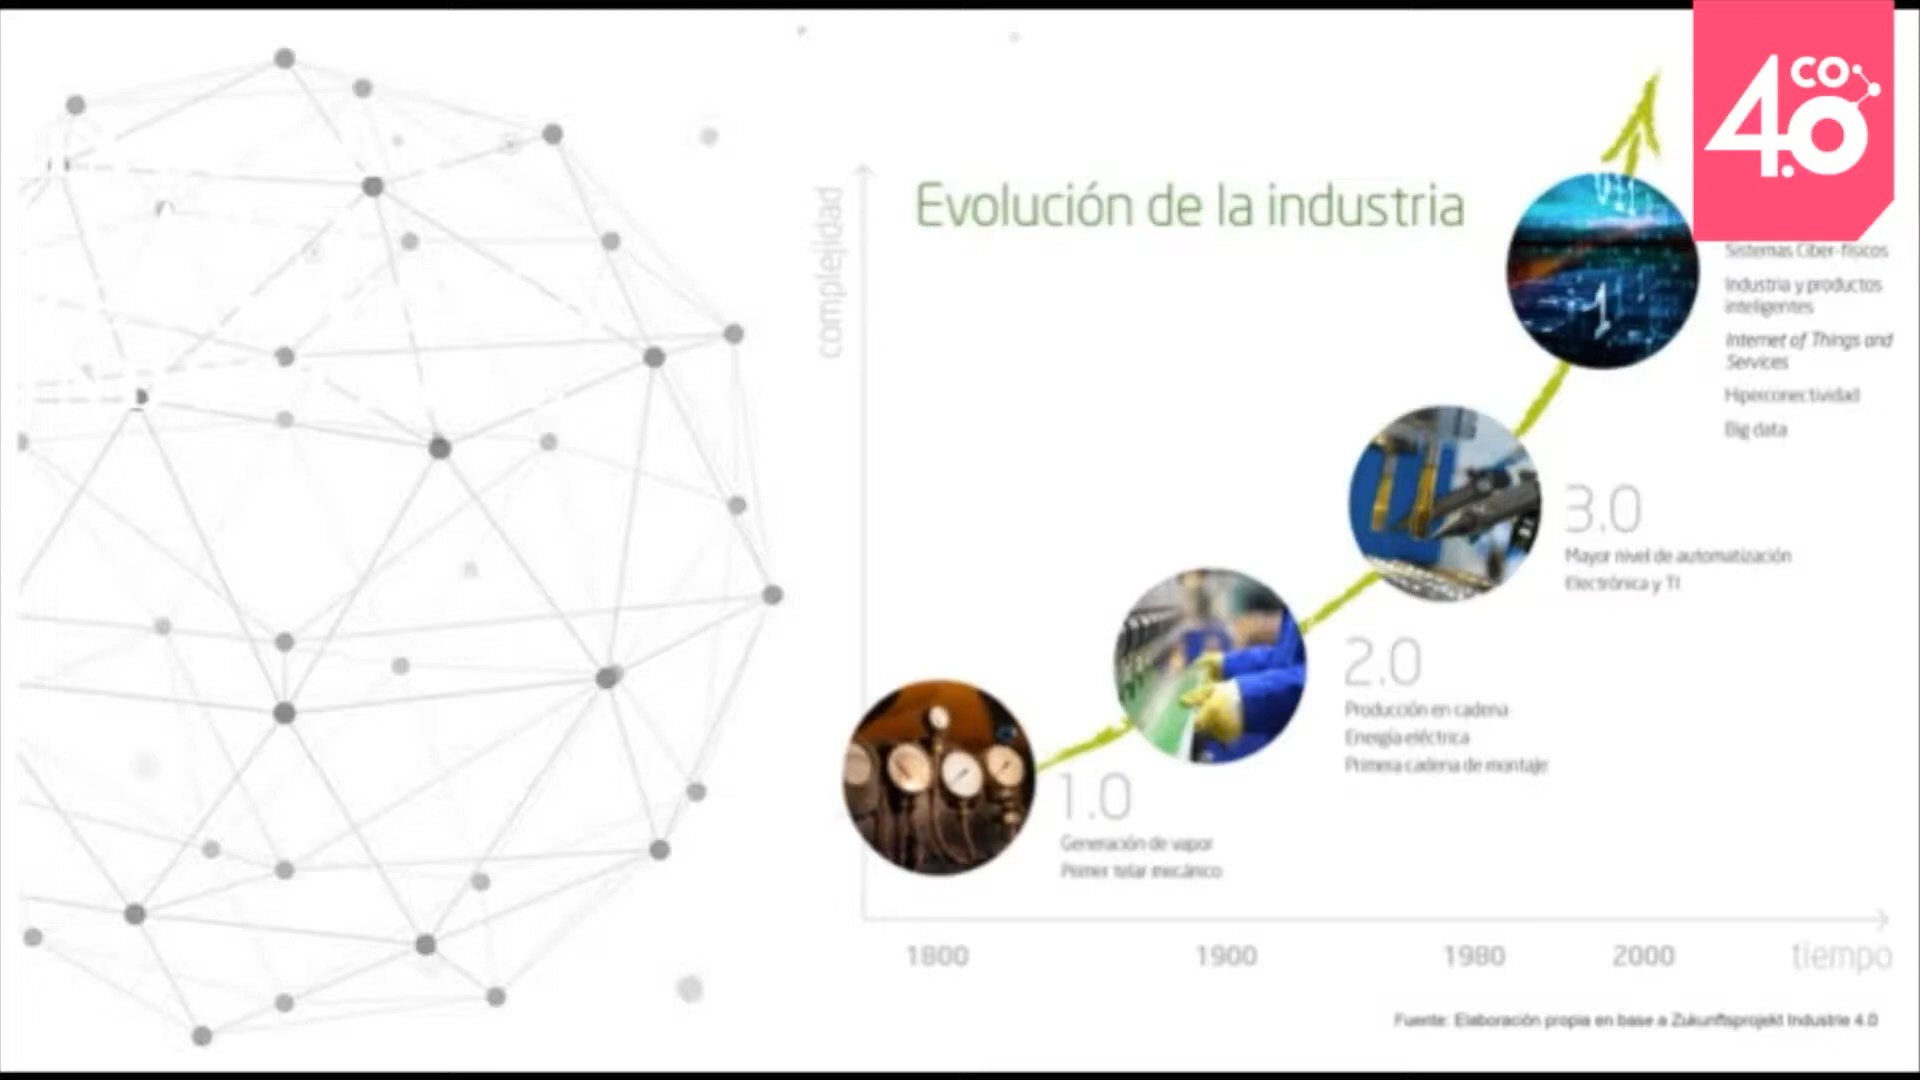 CO
4.0
Evolución de la industria
complejidad
Sistemas Ciber-físicos
Industria y productos
inteligentes
Internet of Things and
Services
Hiperconectividad
Big data
3.0
Mayor nivel de automatización
Electrónica y TI
2.0
Producción en cadena
Energía eléctrica
Primera cadena de montaje
1.0
Generación de vapor
Primer telar mecánico
1800
1900
1980
2000
tiempo
Fuente: Elaboración propia en base a Zukunftsprojekt Industrie 4.0